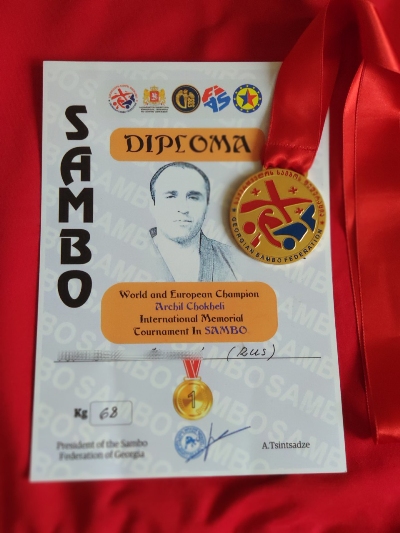 SAMBO
DIPLOMA
World and European Champion
Archil Chokheli
International Memorial
Tournament In SAMBO
(RUS)
1
Kg 68
President of the Sambo
Federation of Georgia
A.Tsintsadze
GEORGIAN SAMBO FEDERATION